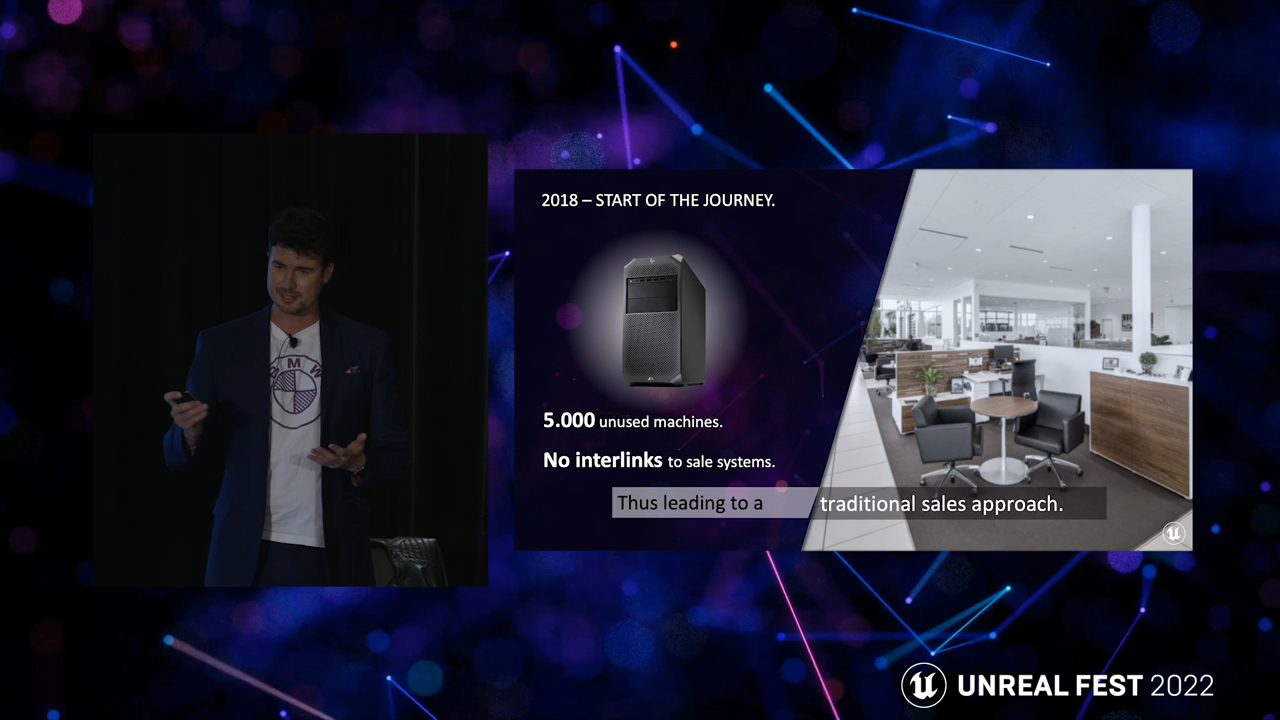 2018 – START OF THE JOURNEY.
BMW
5.000 unused machines.
No interlinks to sale systems.
Thus leading to a traditional sales approach.
UNREAL FEST 2022